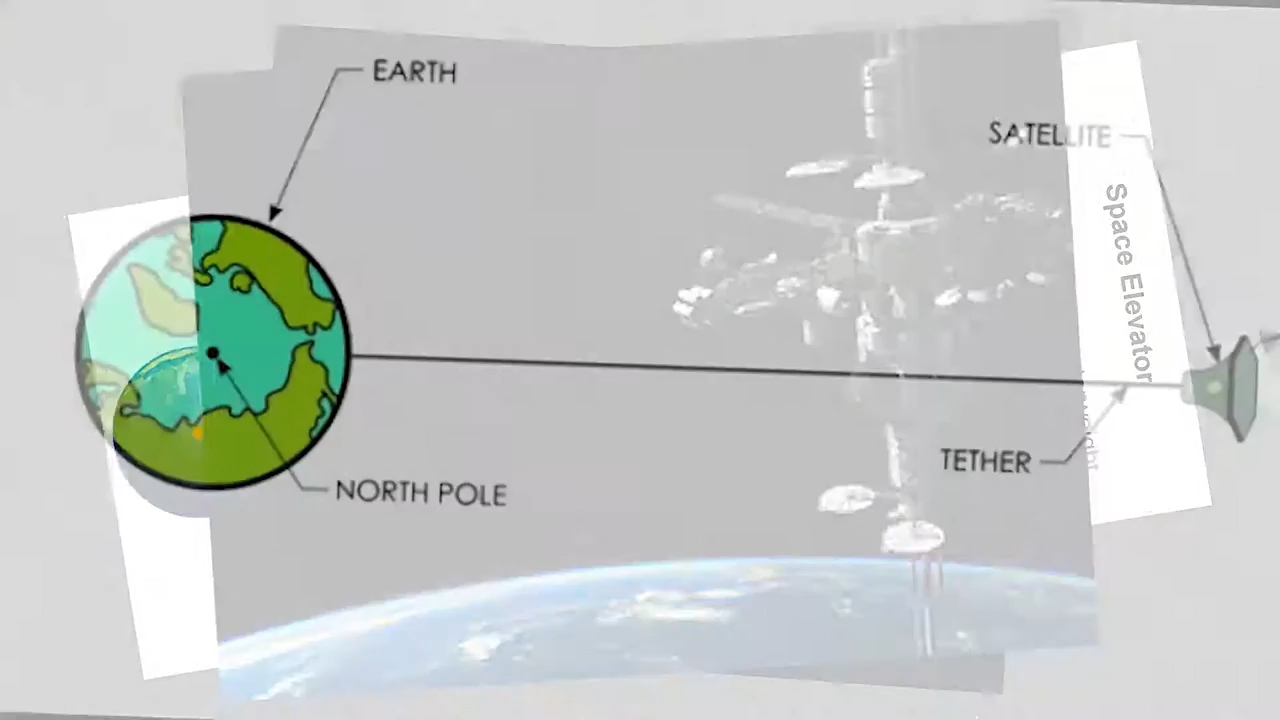 EARTH
SATELLITE
Space Elevator
TETHER
NORTH POLE